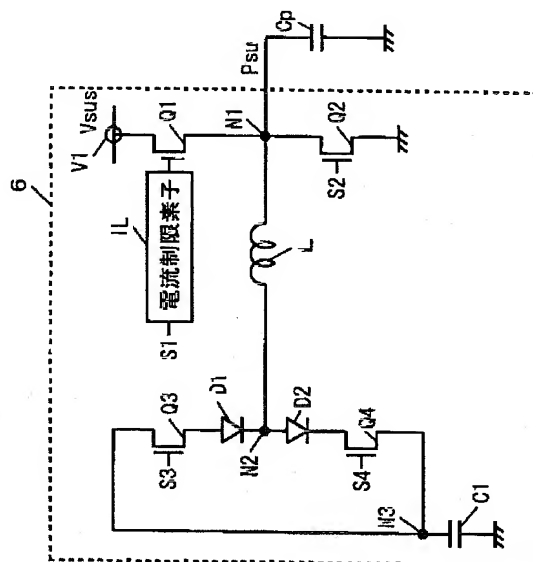 6
V1
Vsus
Q1
IL
電流制限素子
S1
N1
Psu
Cp
S2
Q2
L
S3
Q3
D1
N2
D2
S4
Q4
N3
C1